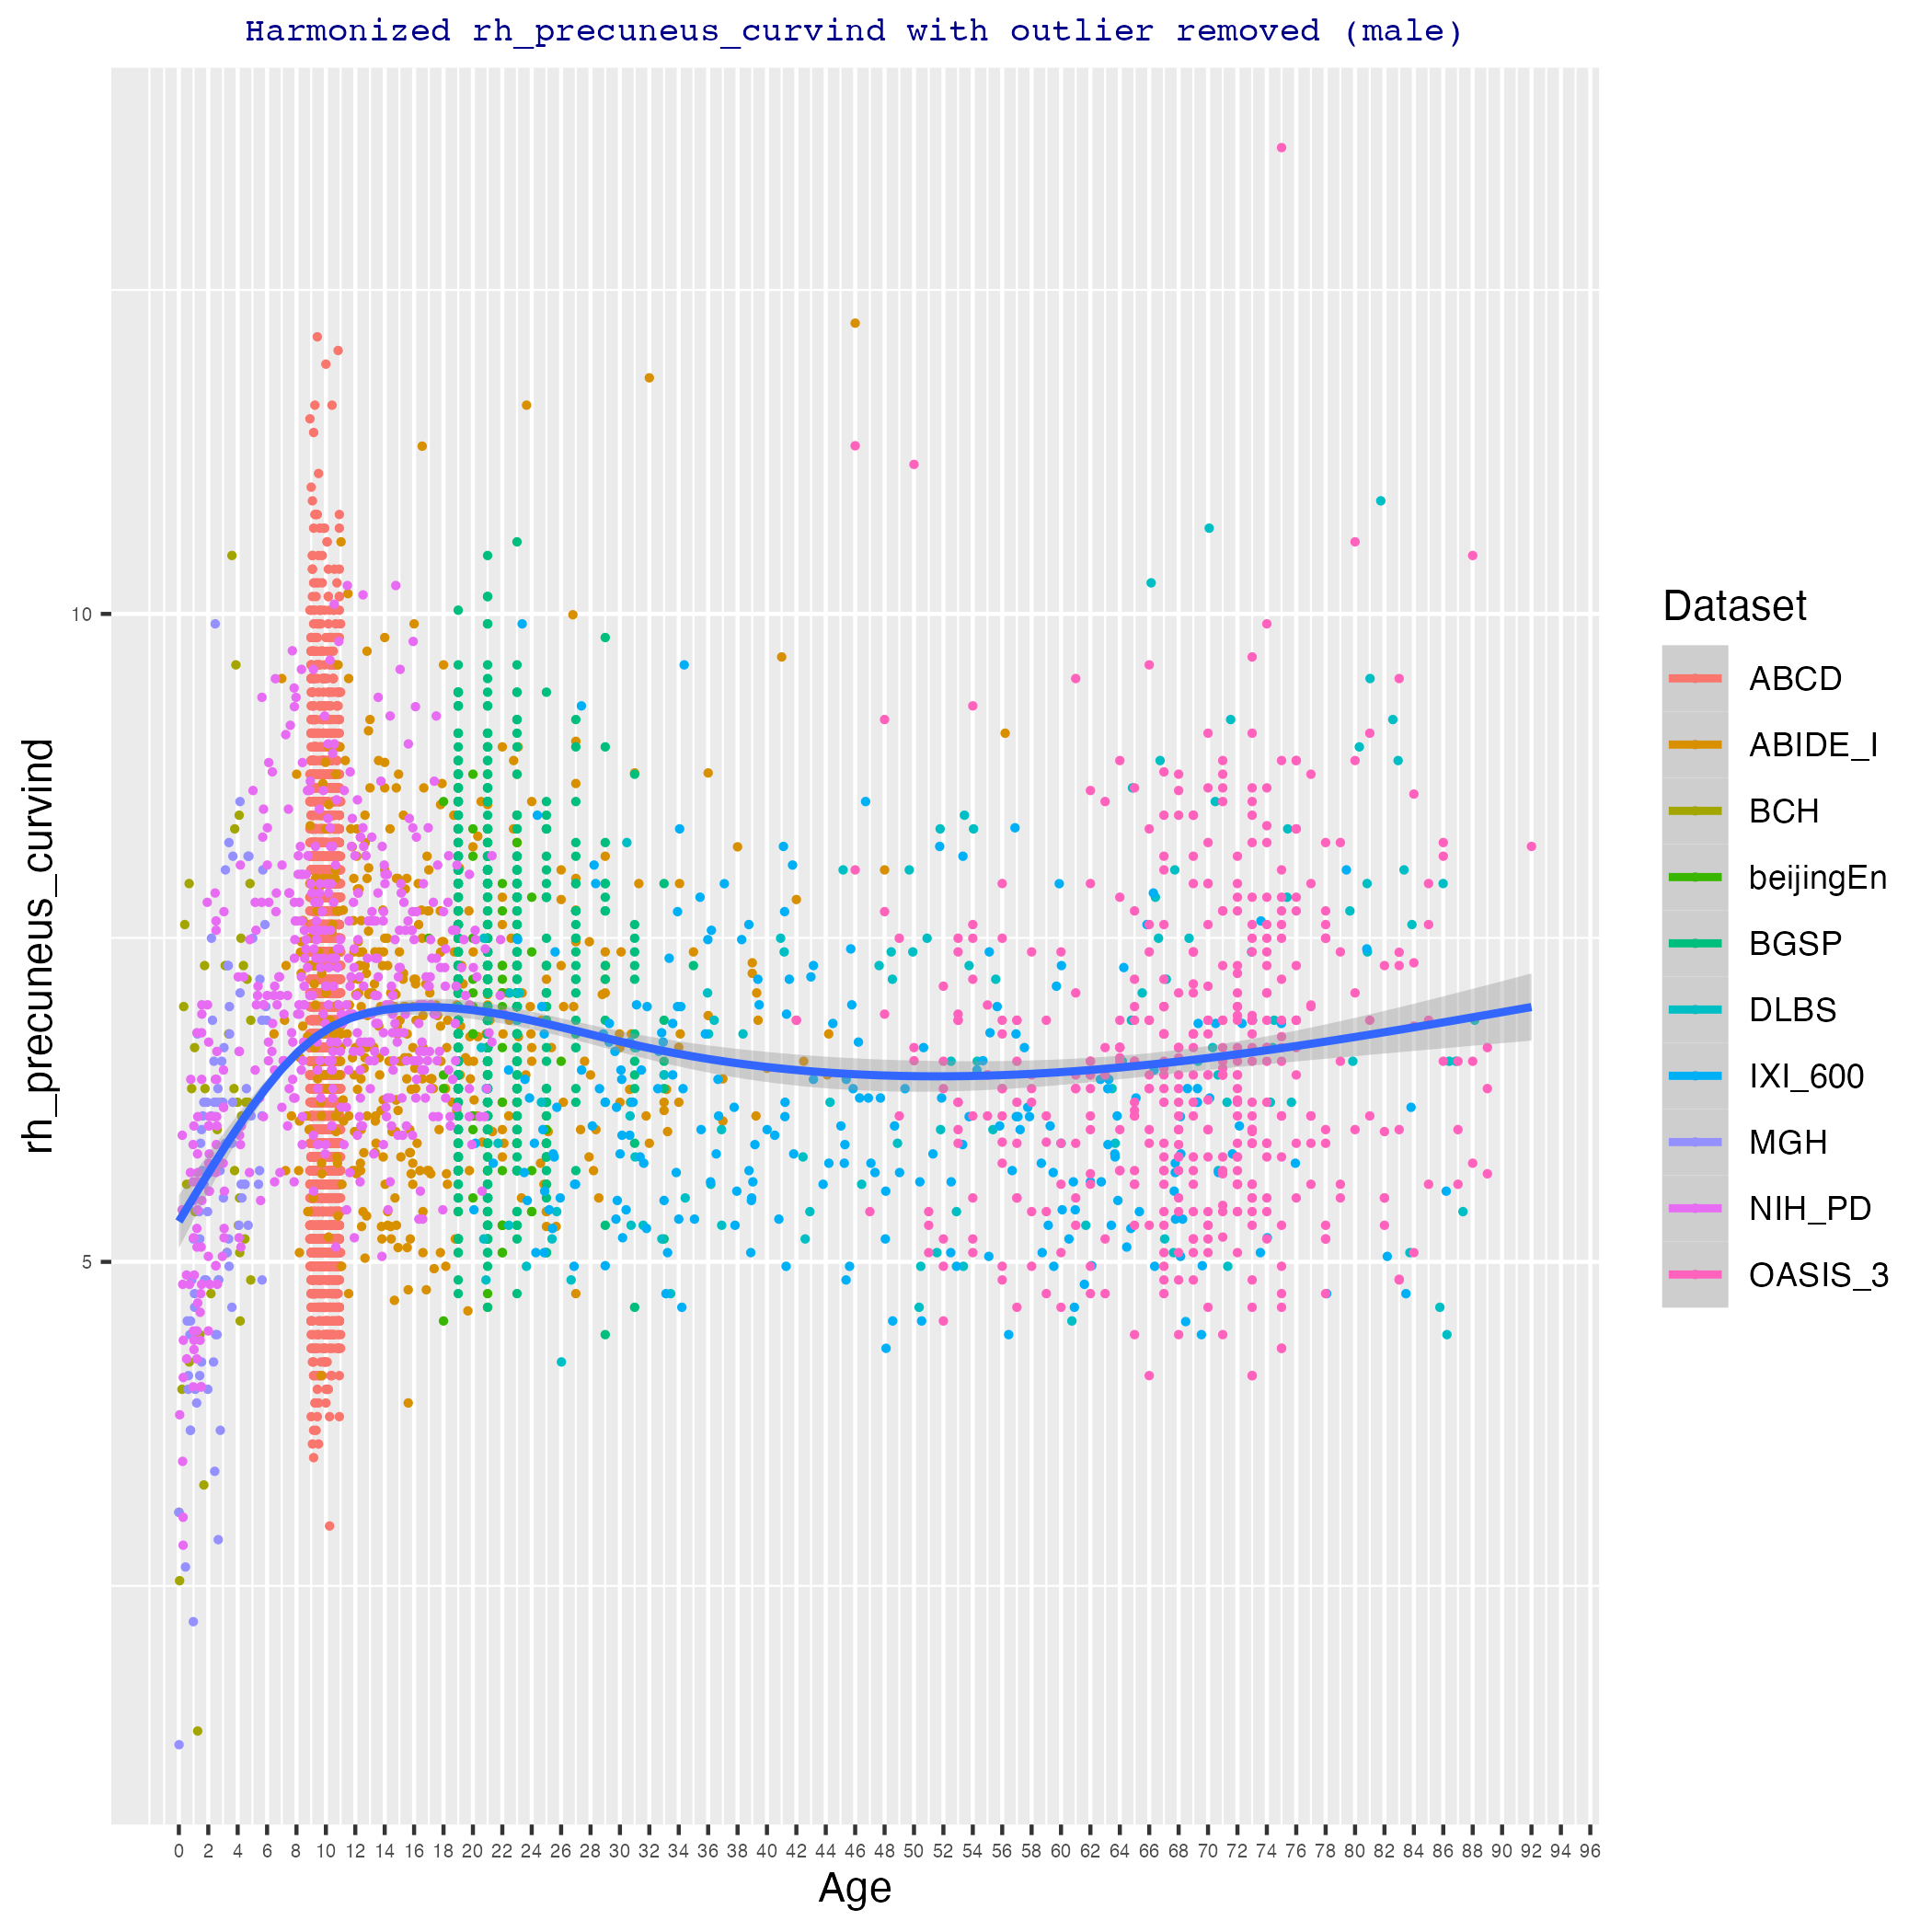 Harmonized rh_precuneus_curvind with outlier removed (male)
rh_precuneus_curvind
10
5
0 2 4 6 8 10 12 14 16 18 20 22 24 26 28 30 32 34 36 38 40 42 44 46 48 50 52 54 56 58 60 62 64 66 68 70 72 74 76 78 80 82 84 86 88 90 92 94 96
Age
Dataset
ABCD
ABIDE_I
BCH
beijingEn
BGSP
DLBS
IXI_600
MGH
NIH_PD
OASIS_3